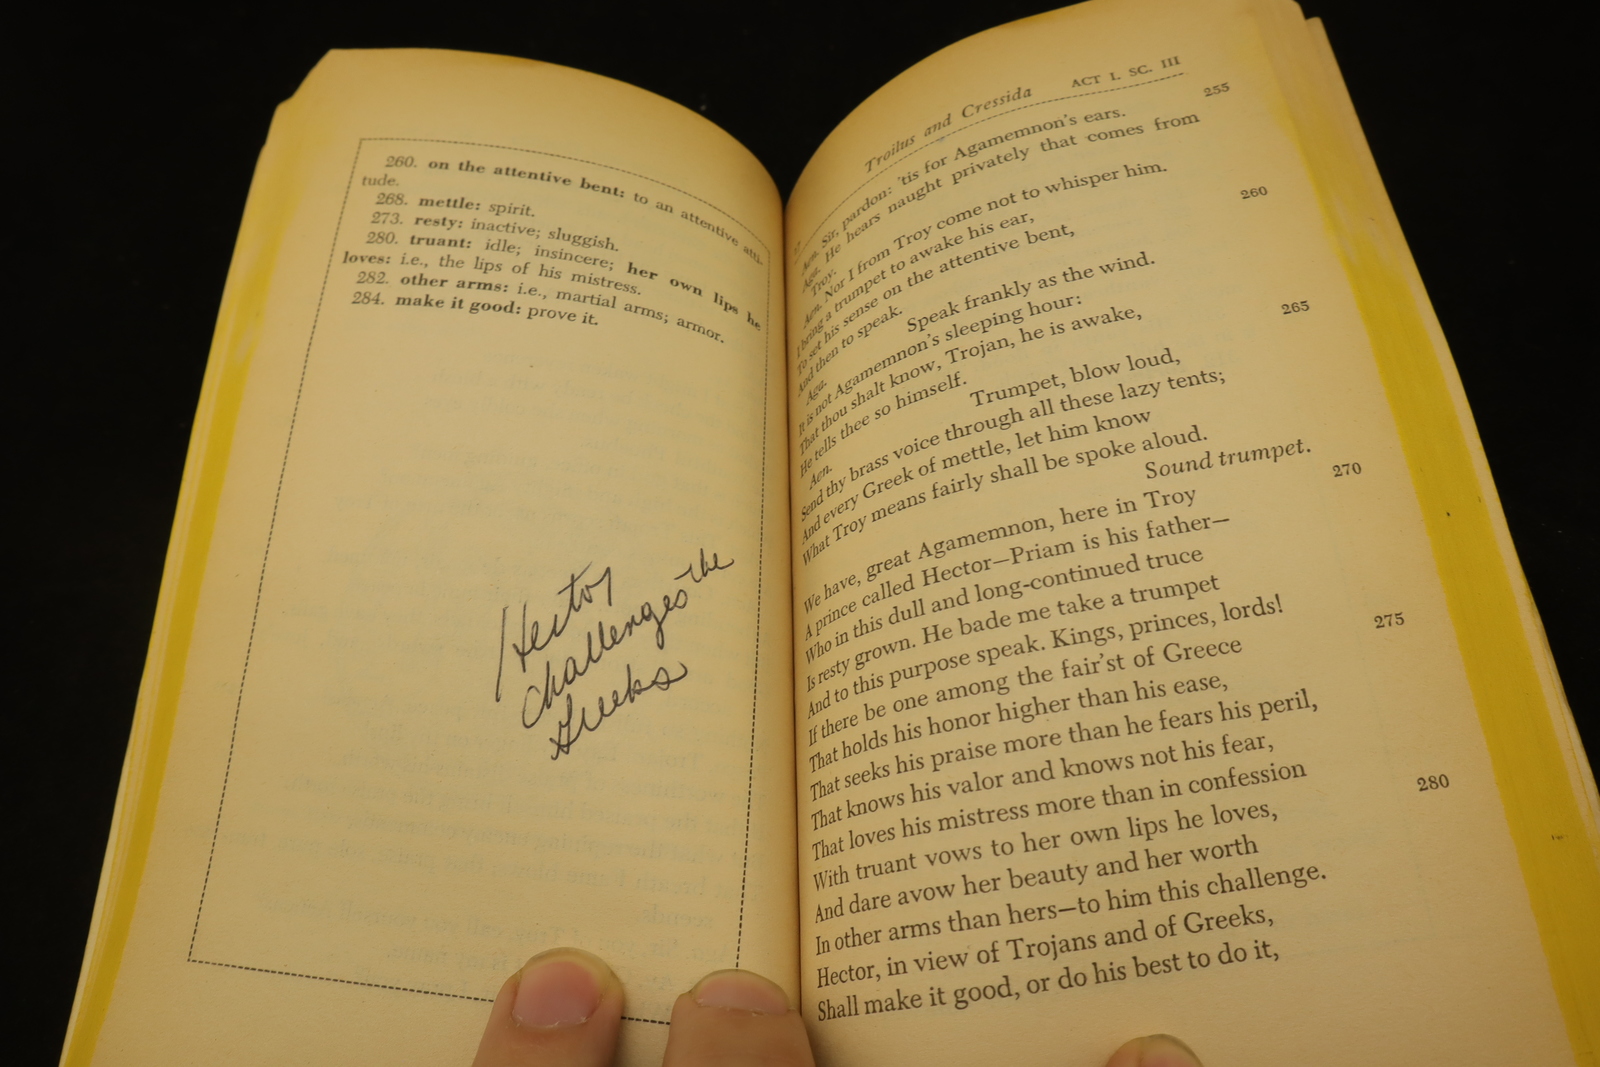 260. on the attentive bent: to an attentive atti-
tude.
268. mettle: spirit.
273. resty: inactive; sluggish.
280. truant: idle; insincere; her own lips he
loves: i.e., the lips of his mistress.
282. other arms: i.e., martial arms; armor.
284. make it good: prove it.
Hector
challenges the
Greeks
Troilus and Cressida ACT I. SC. III
Aen. Sir, pardon: 'tis for Agamemnon's ears. 255
Aga. He hears naught privately that comes from
Troy.
Aen. Nor I from Troy come not to whisper him.
I bring a trumpet to awake his ear,
To set his sense on the attentive bent, 260
And then to speak.
Aga. Speak frankly as the wind.
It is not Agamemnon's sleeping hour:
That thou shalt know, Trojan, he is awake,
He tells thee so himself. 265
Aen. Trumpet, blow loud,
Send thy brass voice through all these lazy tents;
And every Greek of mettle, let him know
What Troy means fairly shall be spoke aloud.
Sound trumpet.
We have, great Agamemnon, here in Troy 270
A prince called Hector—Priam is his father—
Who in this dull and long-continued truce
Is resty grown. He bade me take a trumpet
And to this purpose speak. Kings, princes, lords!
If there be one among the fair'st of Greece 275
That holds his honor higher than his ease,
That seeks his praise more than he fears his peril,
That knows his valor and knows not his fear,
That loves his mistress more than in confession
With truant vows to her own lips he loves, 280
And dare avow her beauty and her worth
In other arms than hers—to him this challenge.
Hector, in view of Trojans and of Greeks,
Shall make it good, or do his best to do it,